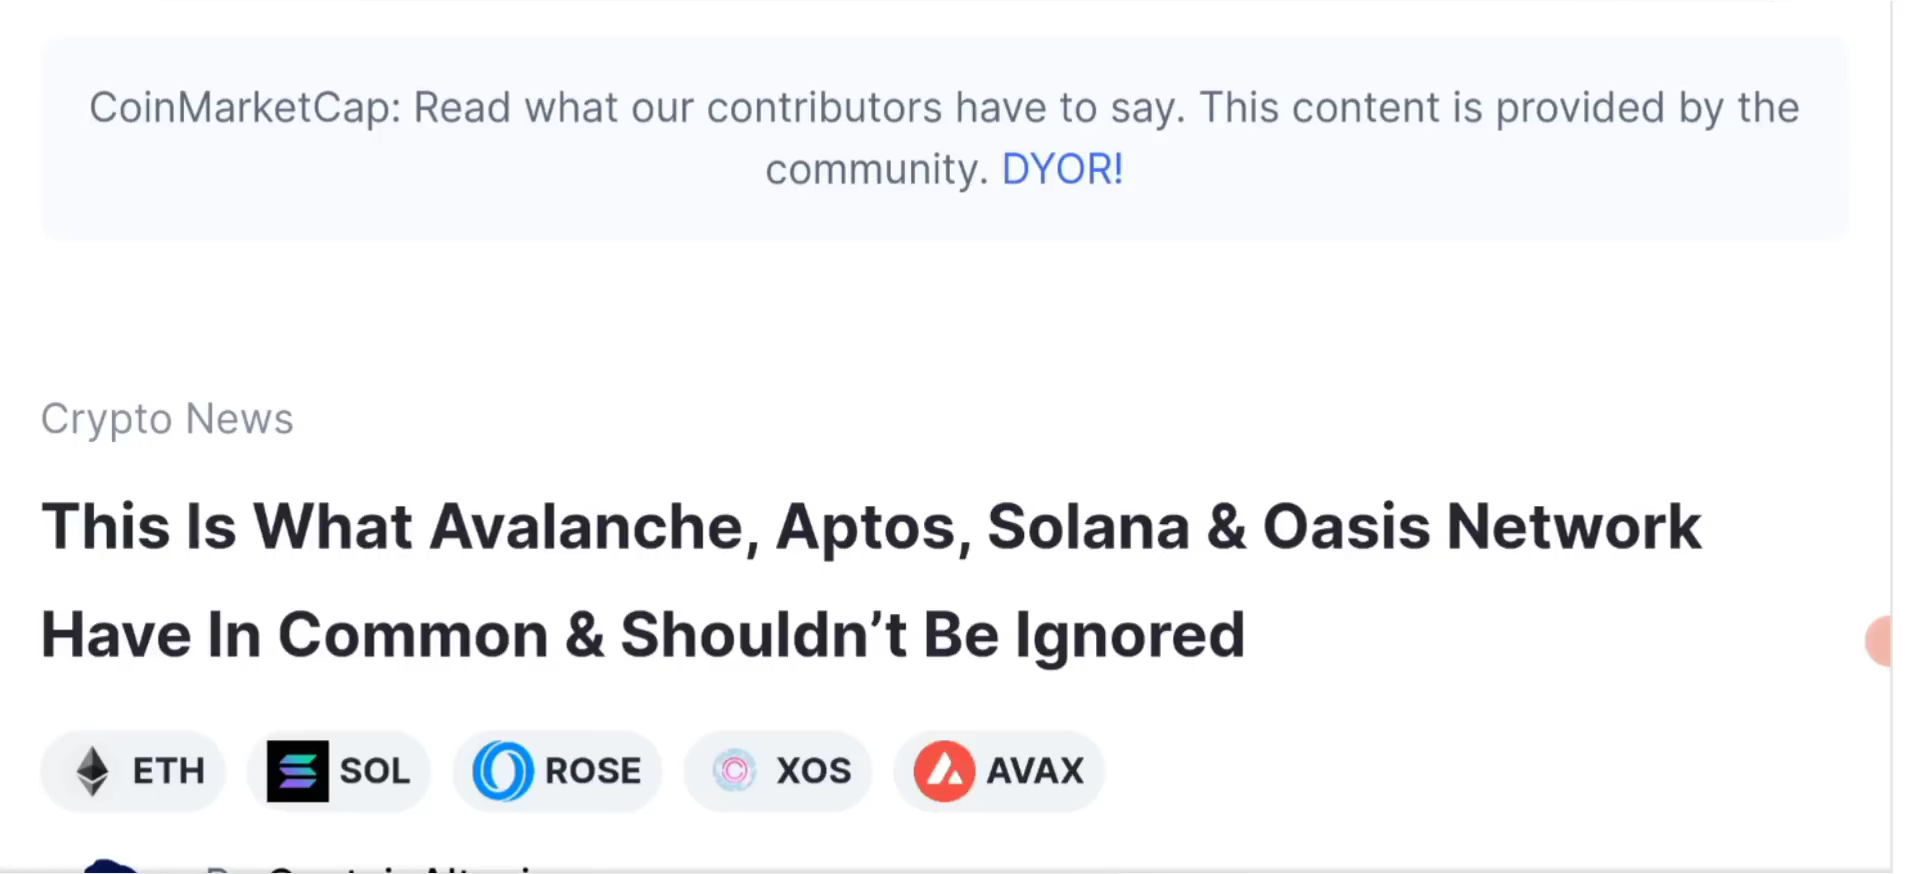 CoinMarketCap: Read what our contributors have to say. This content is provided by the
community. DYOR!
Crypto News
This Is What Avalanche, Aptos, Solana & Oasis Network
Have In Common & Shouldn’t Be Ignored
ETH SOL ROSE XOS AVAX